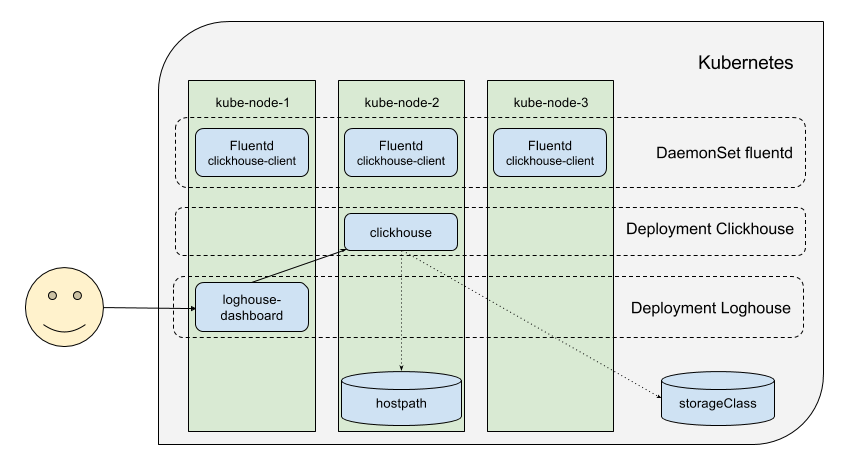 Kubernetes
kube-node-1
kube-node-2
kube-node-3
Fluentd
clickhouse-client
Fluentd
clickhouse-client
Fluentd
clickhouse-client
DaemonSet fluentd
clickhouse
Deployment Clickhouse
loghouse-
dashboard
Deployment Loghouse
hostpath
storageClass